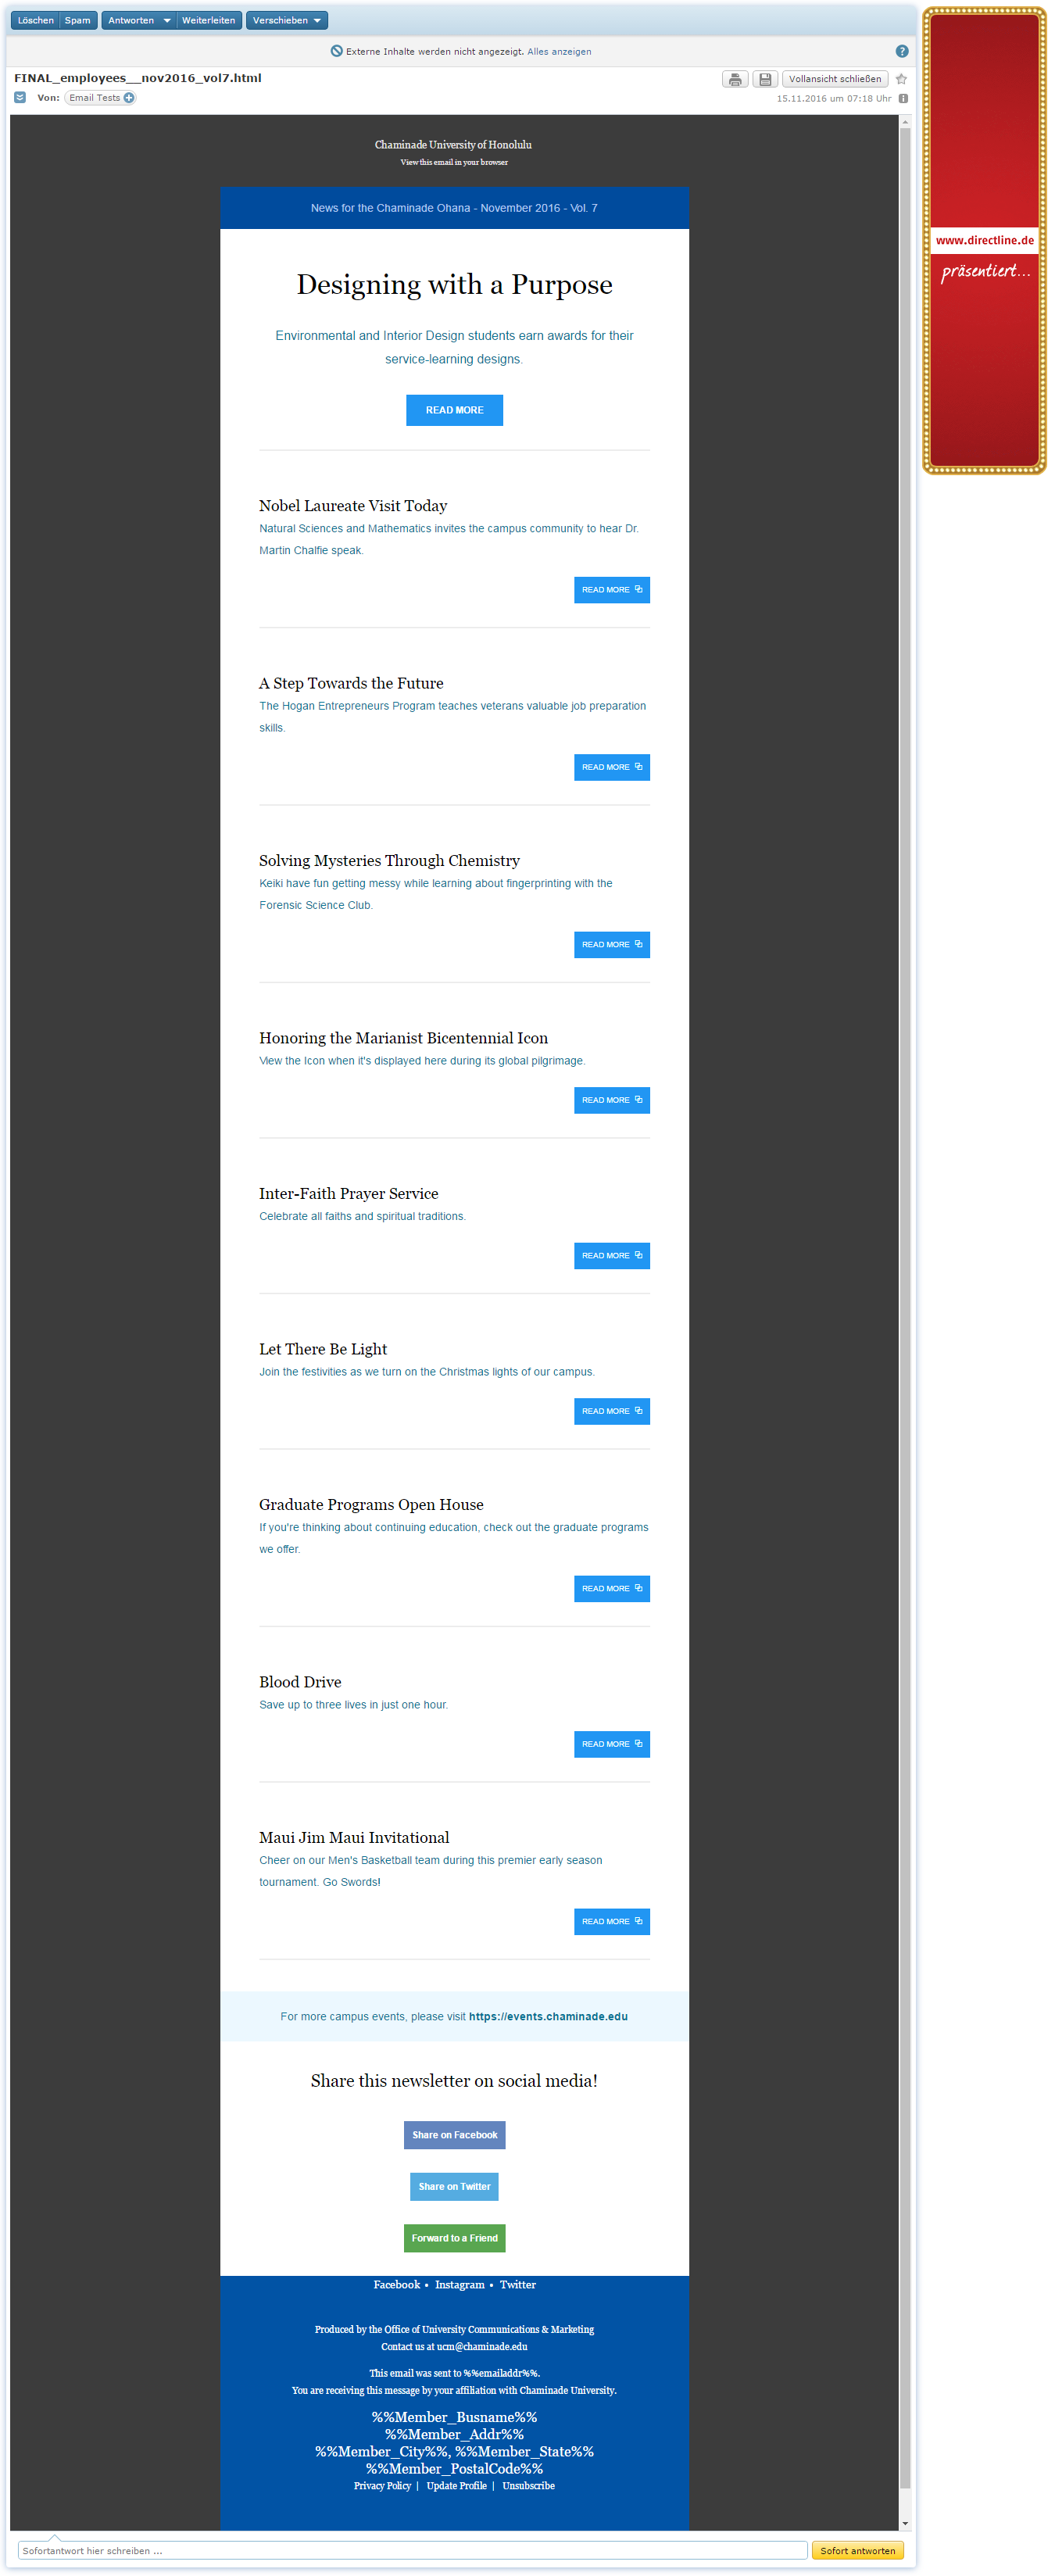 Löschen Spam Antworten Weiterleiten Verschieben
Externe Inhalte werden nicht angezeigt. Alles anzeigen
FINAL_employees__nov2016_vol7.html
Vollansicht schließen
Von: Email Tests
15.11.2016 um 07:18 Uhr
Chaminade University of Honolulu
View this email in your browser
News for the Chaminade Ohana - November 2016 - Vol. 7
Designing with a Purpose
Environmental and Interior Design students earn awards for their
service-learning designs.
READ MORE
Nobel Laureate Visit Today
Natural Sciences and Mathematics invites the campus community to hear Dr.
Martin Chalfie speak.
READ MORE
A Step Towards the Future
The Hogan Entrepreneurs Program teaches veterans valuable job preparation
skills.
READ MORE
Solving Mysteries Through Chemistry
Keiki have fun getting messy while learning about fingerprinting with the
Forensic Science Club.
READ MORE
Honoring the Marianist Bicentennial Icon
View the Icon when it's displayed here during its global pilgrimage.
READ MORE
Inter-Faith Prayer Service
Celebrate all faiths and spiritual traditions.
READ MORE
Let There Be Light
Join the festivities as we turn on the Christmas lights of our campus.
READ MORE
Graduate Programs Open House
If you're thinking about continuing education, check out the graduate programs
we offer.
READ MORE
Blood Drive
Save up to three lives in just one hour.
READ MORE
Maui Jim Maui Invitational
Cheer on our Men's Basketball team during this premier early season
tournament. Go Swords!
READ MORE
For more campus events, please visit https://events.chaminade.edu
Share this newsletter on social media!
Share on Facebook
Share on Twitter
Forward to a Friend
Facebook • Instagram • Twitter
Produced by the Office of University Communications & Marketing
Contact us at ucm@chaminade.edu
This email was sent to %%emailaddr%%.
You are receiving this message by your affiliation with Chaminade University.
%%Member_Busname%%
%%Member_Addr%%
%%Member_City%%, %%Member_State%%
%%Member_PostalCode%%
Privacy Policy | Update Profile | Unsubscribe
Sofortantwort hier schreiben ...
Sofort antworten
www.directline.de
präsentiert...